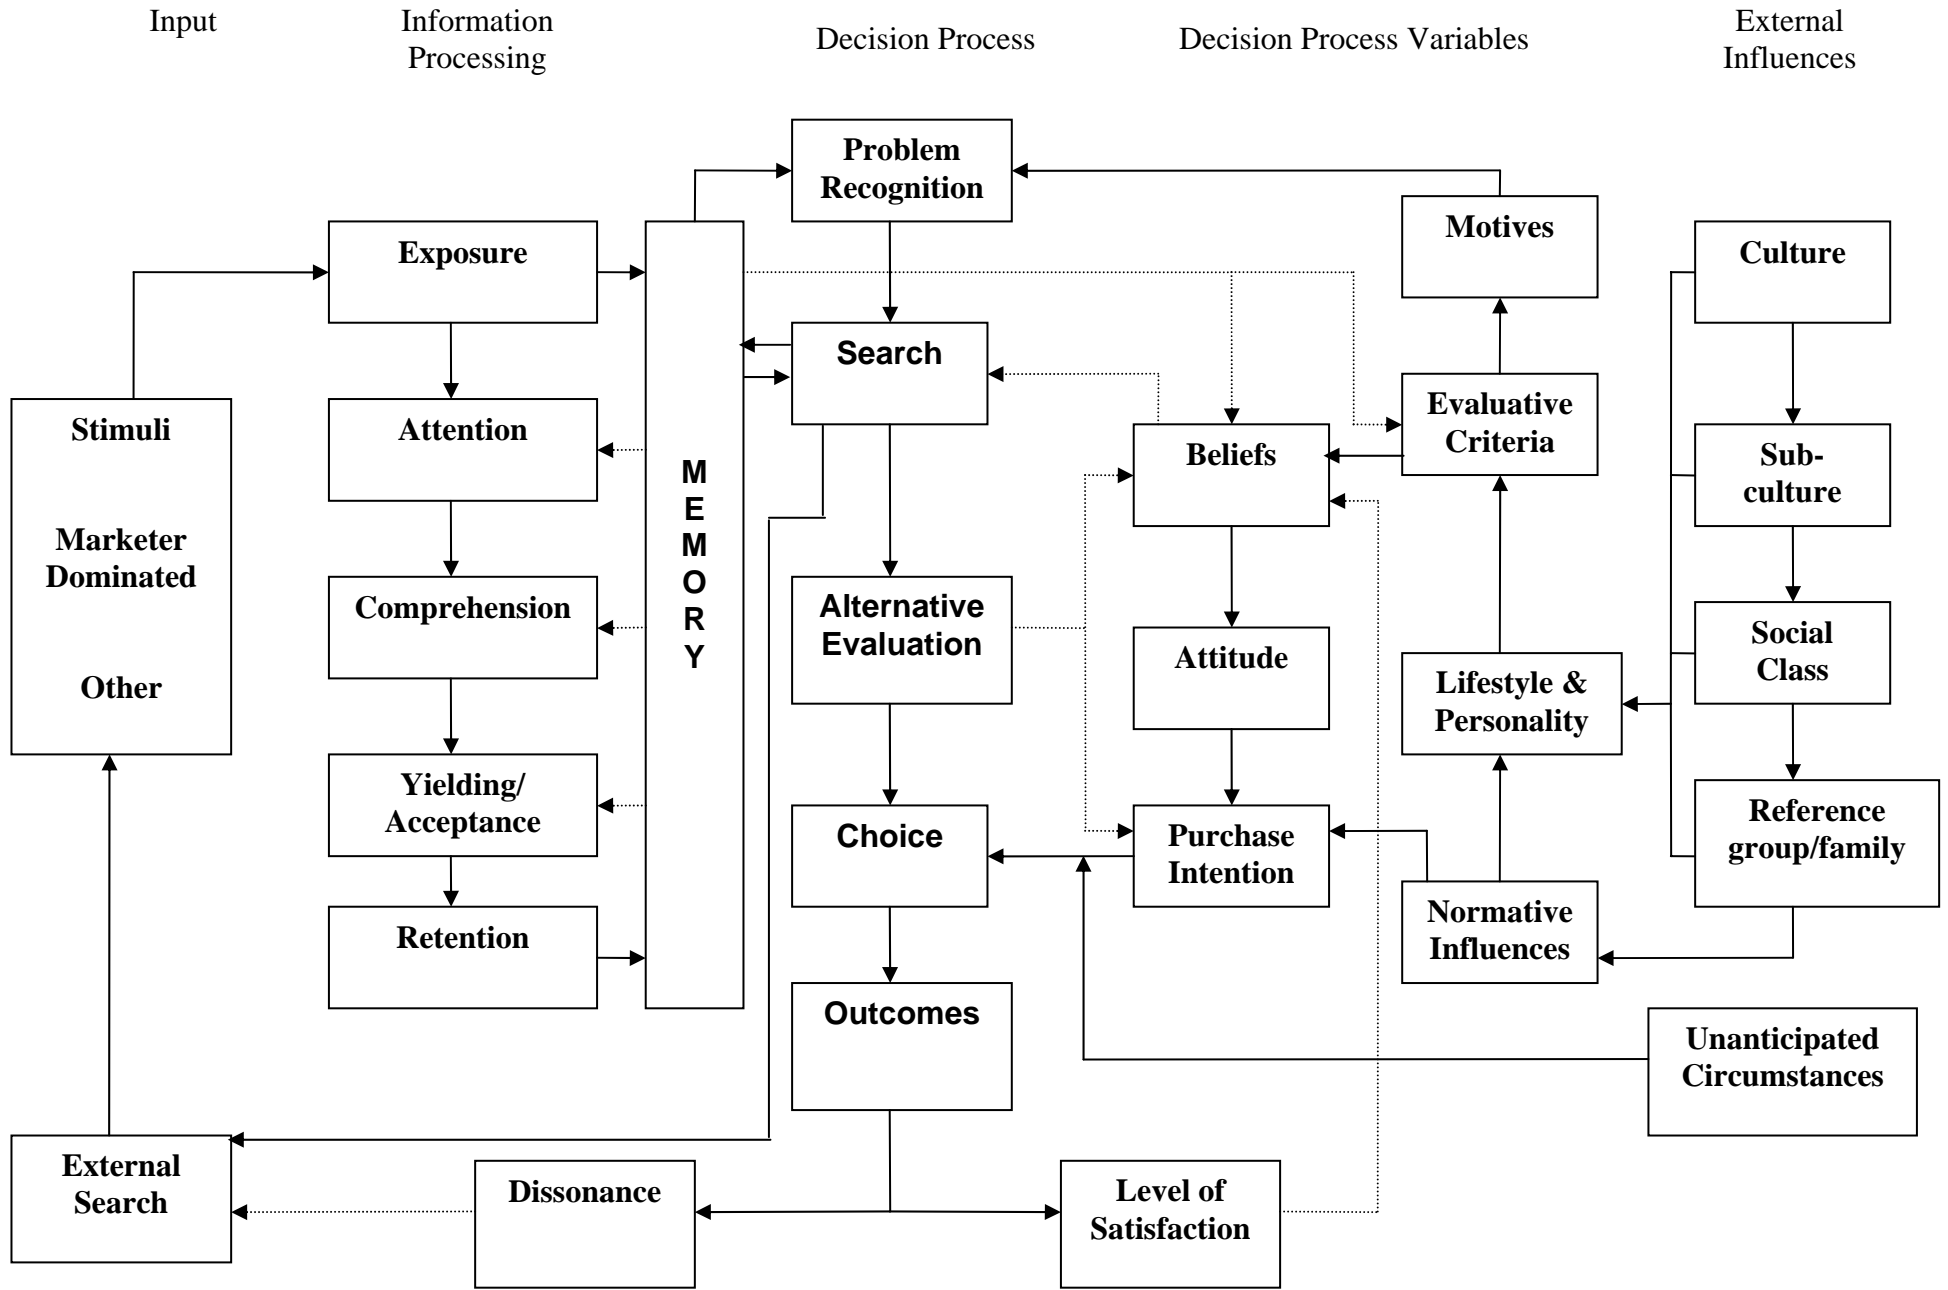 Input
Information
Processing
Decision Process
Decision Process Variables
External
Influences
Stimuli
Marketer
Dominated
Other
External
Search
Exposure
Attention
Comprehension
Yielding/
Acceptance
Retention
M
E
M
O
R
Y
Problem
Recognition
Search
Alternative
Evaluation
Choice
Outcomes
Dissonance
Level of
Satisfaction
Beliefs
Attitude
Purchase
Intention
Motives
Evaluative
Criteria
Lifestyle &
Personality
Normative
Influences
Culture
Sub-
culture
Social
Class
Reference
group/family
Unanticipated
Circumstances